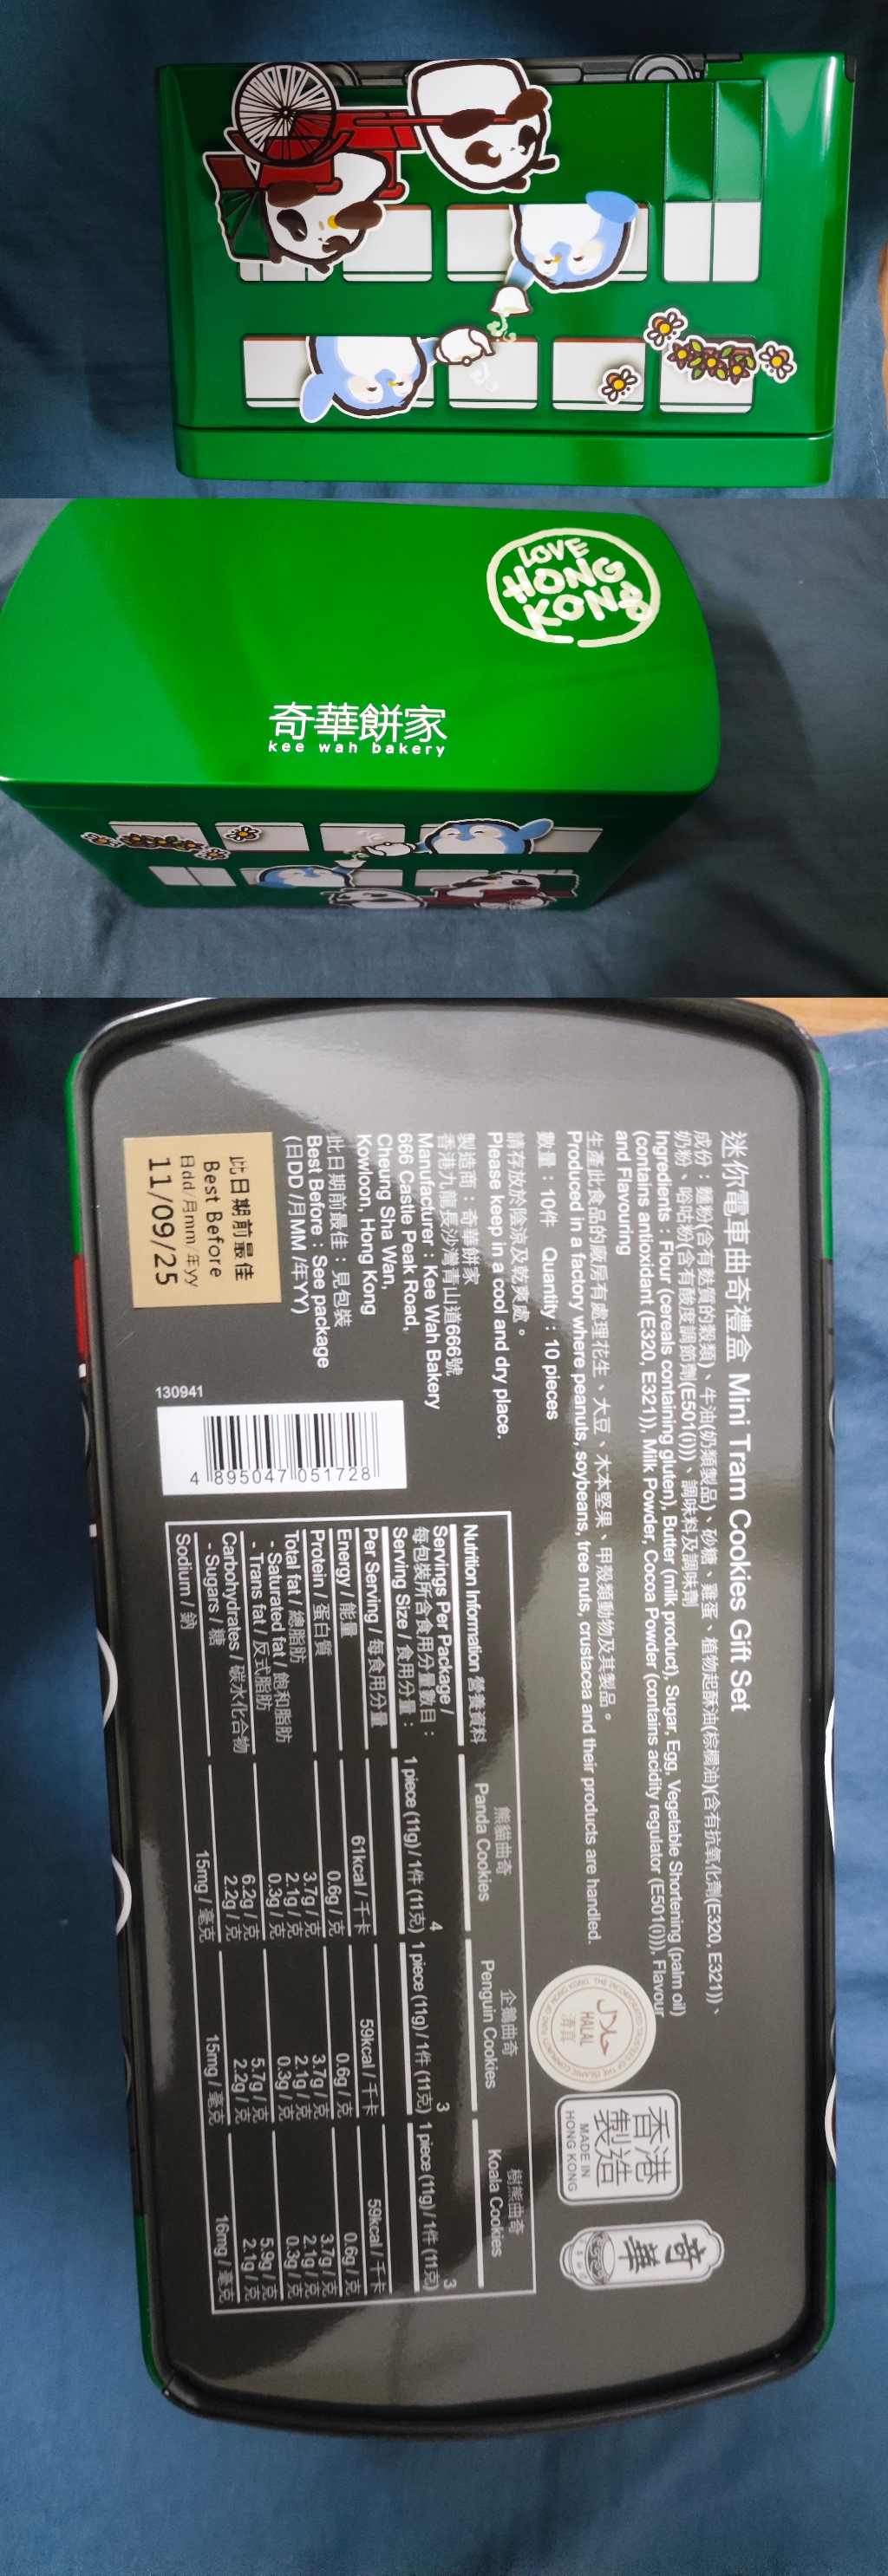 LOVE
HONG
KONG
奇華餅家
kee wah bakery
迷你電車曲奇禮盒 Mini Tram Cookies Gift Set
成份：麵粉(含有麩質的穀類)、牛油(奶類製品)、砂糖、雞蛋、植物起酥油(棕櫚油)(含有抗氧化劑(E320, E321))、
奶粉、哈咕粉(含有酸度調節劑(E501(i)))、調味料及調味劑
Ingredients : Flour (cereals containing gluten), Butter (milk product), Sugar, Egg, Vegetable Shortening (palm oil)
(contains antioxidant (E320, E321)), Milk Powder, Cocoa Powder (contains acidity regulator (E501(i))), Flavour
and Flavouring
生產此食品的廠房有處理花生、大豆、木本堅果、甲殼類動物及其製品。
Produced in a factory where peanuts, soybeans, tree nuts, crustacea and their products are handled.
數量：10件 Quantity : 10 pieces
請存放於陰涼及乾爽處。
Please keep in a cool and dry place.
製造商：奇華餅家
香港九龍長沙灣青山道666號
Manufacturer : Kee Wah Bakery
666 Castle Peak Road,
Cheung Sha Wan,
Kowloon, Hong Kong
此日期前最佳：見包裝
Best Before : See package
(日DD /月MM /年YY)
此日期前最佳
Best Before
日dd/月mm/年yy
11/09/25
130941
4 895047 051728
HALAL
清真
香港
製造
MADE IN
HONG KONG
奇華
Nutrition Information 營養資料
熊貓曲奇 企鵝曲奇 樹熊曲奇
Panda Cookies Penguin Cookies Koala Cookies
Servings Per Package /
每包裝所含食用分量數目： 4 3 3
Serving Size / 食用分量： 1 piece (11g) / 1件 (11克) 1 piece (11g) / 1件 (11克) 1 piece (11g) / 1件 (11克)
Per Serving / 每食用分量
Energy / 能量 61kcal / 千卡 59kcal / 千卡 59kcal / 千卡
Protein / 蛋白質 0.6g / 克 0.6g / 克 0.6g / 克
Total fat / 總脂肪 3.7g / 克 3.7g / 克 3.7g / 克
- Saturated fat / 飽和脂肪 2.1g / 克 2.1g / 克 2.1g / 克
- Trans fat / 反式脂肪 0.3g / 克 0.3g / 克 0.3g / 克
Carbohydrates / 碳水化合物 6.2g / 克 5.7g / 克 5.9g / 克
- Sugars / 糖 2.2g / 克 2.2g / 克 2.1g / 克
Sodium / 鈉 15mg / 毫克 15mg / 毫克 16mg / 毫克